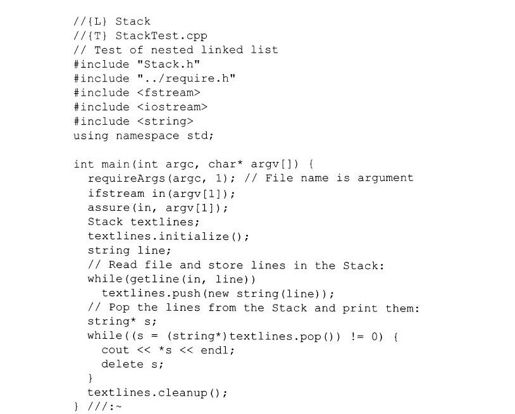 //{L} Stack
//{T} StackTest.cpp
// Test of nested linked list
#include "Stack.h"
#include "../require.h"
#include <fstream>
#include <iostream>
#include <string>
using namespace std;

int main(int argc, char* argv[]) {
  requireArgs(argc, 1); // File name is argument
  ifstream in(argv[1]);
  assure(in, argv[1]);
  Stack textlines;
  textlines.initialize();
  string line;
  // Read file and store lines in the Stack:
  while(getline(in, line))
    textlines.push(new string(line));
  // Pop the lines from the Stack and print them:
  string* s;
  while((s = (string*)textlines.pop()) != 0) {
    cout << *s << endl;
    delete s;
  }
  textlines.cleanup();
} ///:~